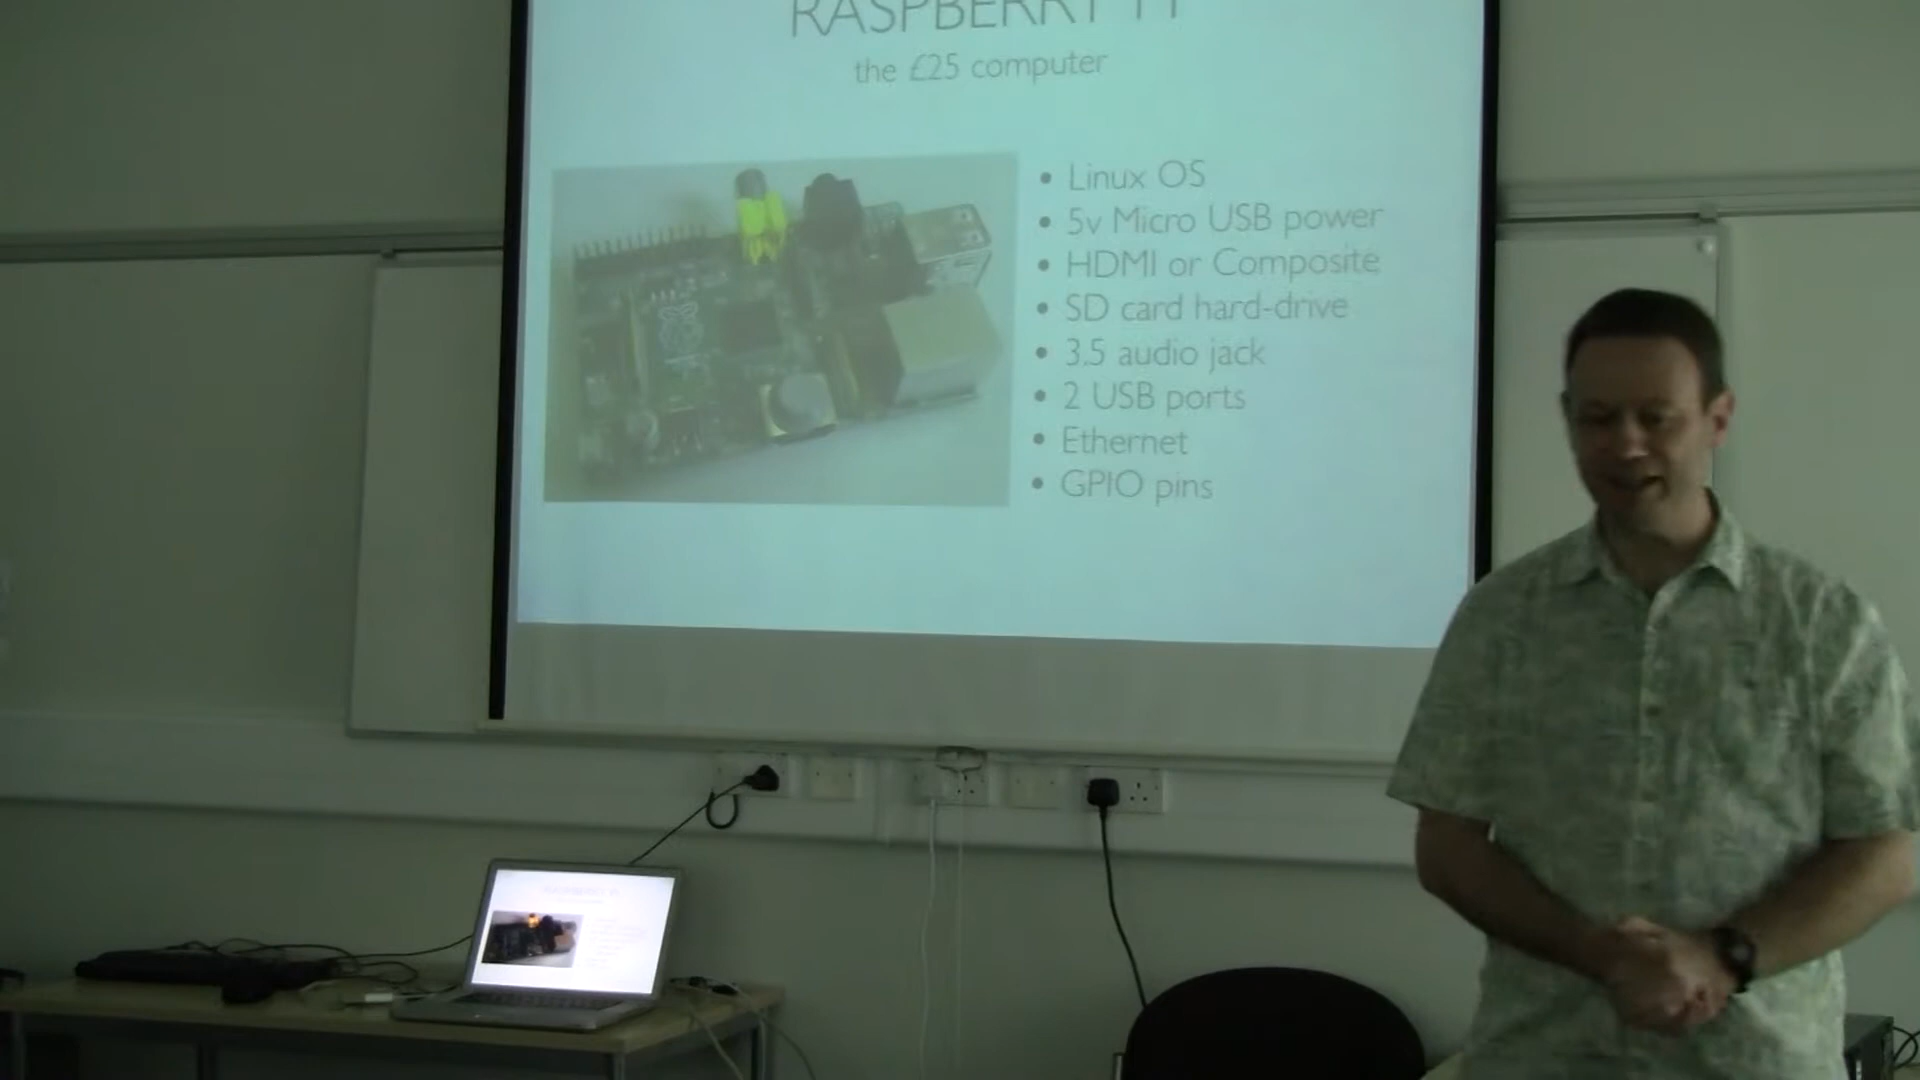 RASPBERRY PI
the £25 computer
• Linux OS
• 5v Micro USB power
• HDMI or Composite
• SD card hard-drive
• 3.5 audio jack
• 2 USB ports
• Ethernet
• GPIO pins